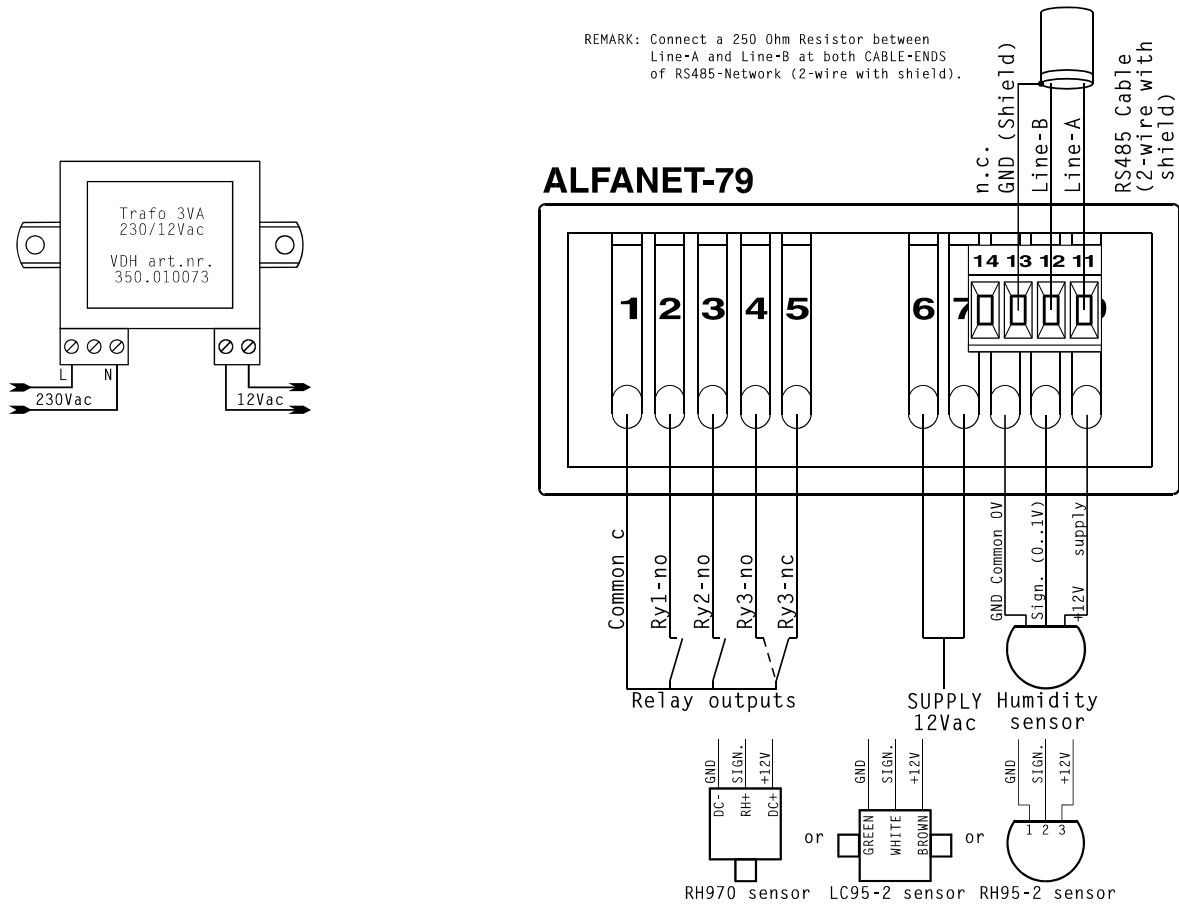 REMARK: Connect a 250 Ohm Resistor between
Line-A and Line-B at both CABLE-ENDS
of RS485-Network (2-wire with shield).
n.c.
GND (Shield)
Line-B
Line-A
RS485 Cable
(2-wire with
shield)
Trafo 3VA
230/12Vac
VDH art.nr.
350.010073
L
N
230Vac
12Vac
ALFANET-79
14 13 12 11
1 2 3 4 5
6 7
Common c
Ry1-no
Ry2-no
Ry3-no
Ry3-nc
GND Common 0V
Sign. (0..1V)
+12V supply
Relay outputs
SUPPLY
12Vac
Humidity
sensor
GND
SIGN.
+12V
DC-
RH+
DC+
RH970 sensor
or
GND
SIGN.
+12V
GREEN
WHITE
BROWN
LC95-2 sensor
or
GND
SIGN.
+12V
1 2 3
RH95-2 sensor